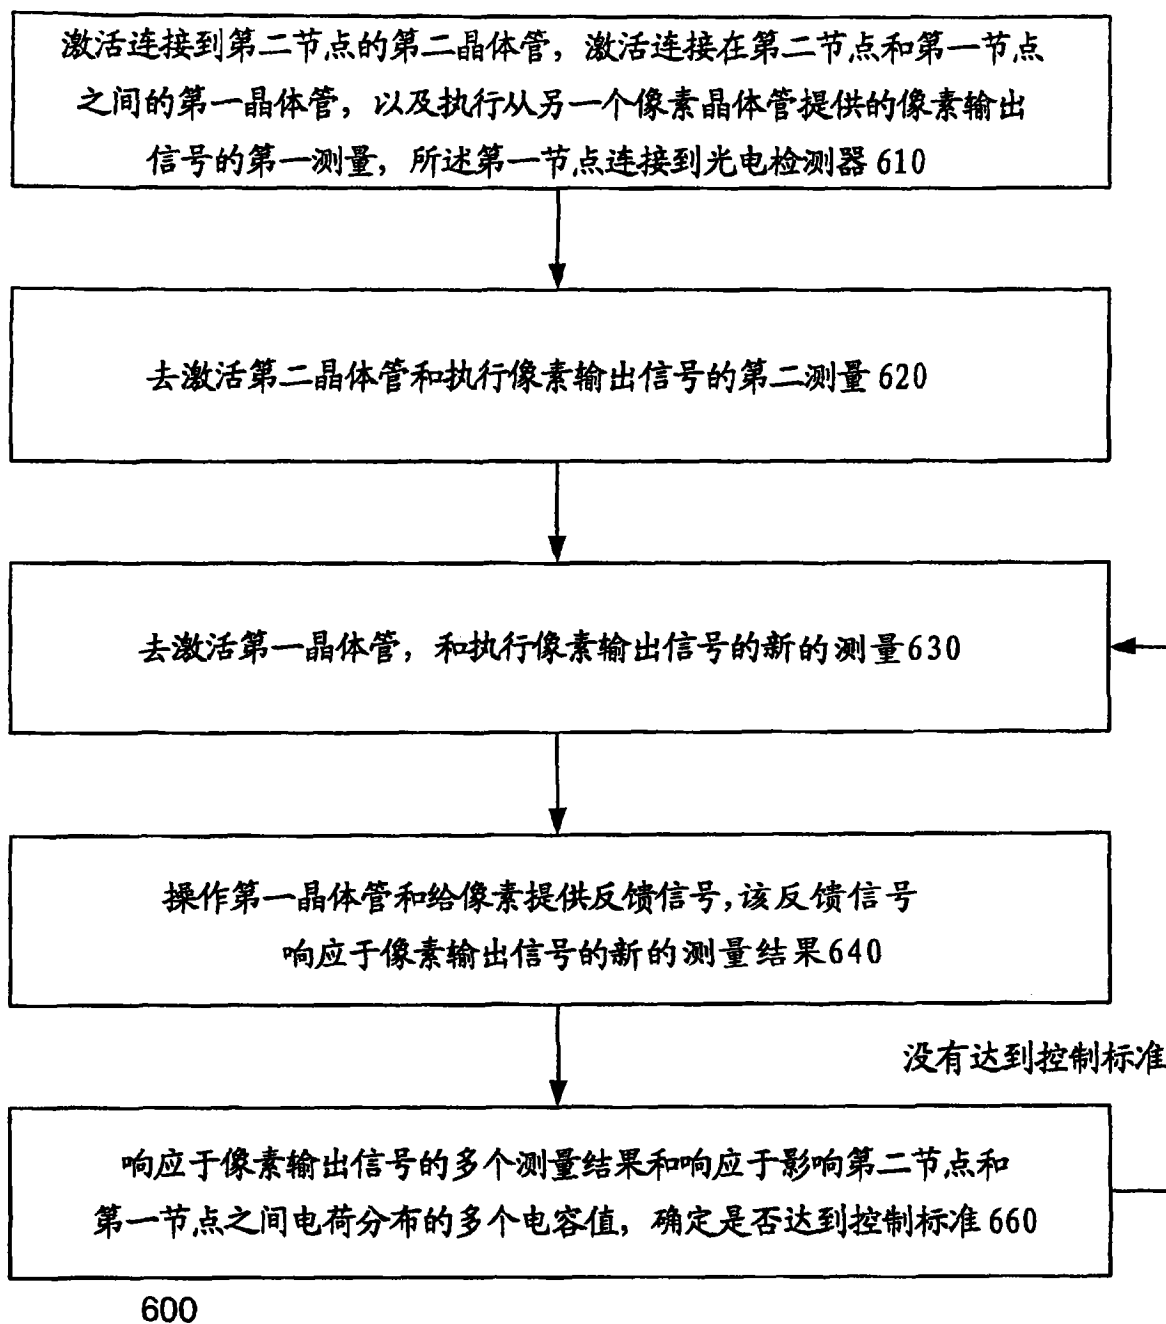 激活连接到第二节点的第二晶体管，激活连接在第二节点和第一节点
之间的第一晶体管，以及执行从另一个像素晶体管提供的像素输出
信号的第一测量，所述第一节点连接到光电检测器 610
去激活第二晶体管和执行像素输出信号的第二测量 620
去激活第一晶体管，和执行像素输出信号的新的测量630
操作第一晶体管和给像素提供反馈信号，该反馈信号
响应于像素输出信号的新的测量结果640
没有达到控制标准
响应于像素输出信号的多个测量结果和响应于影响第二节点和
第一节点之间电荷分布的多个电容值，确定是否达到控制标准 660
600